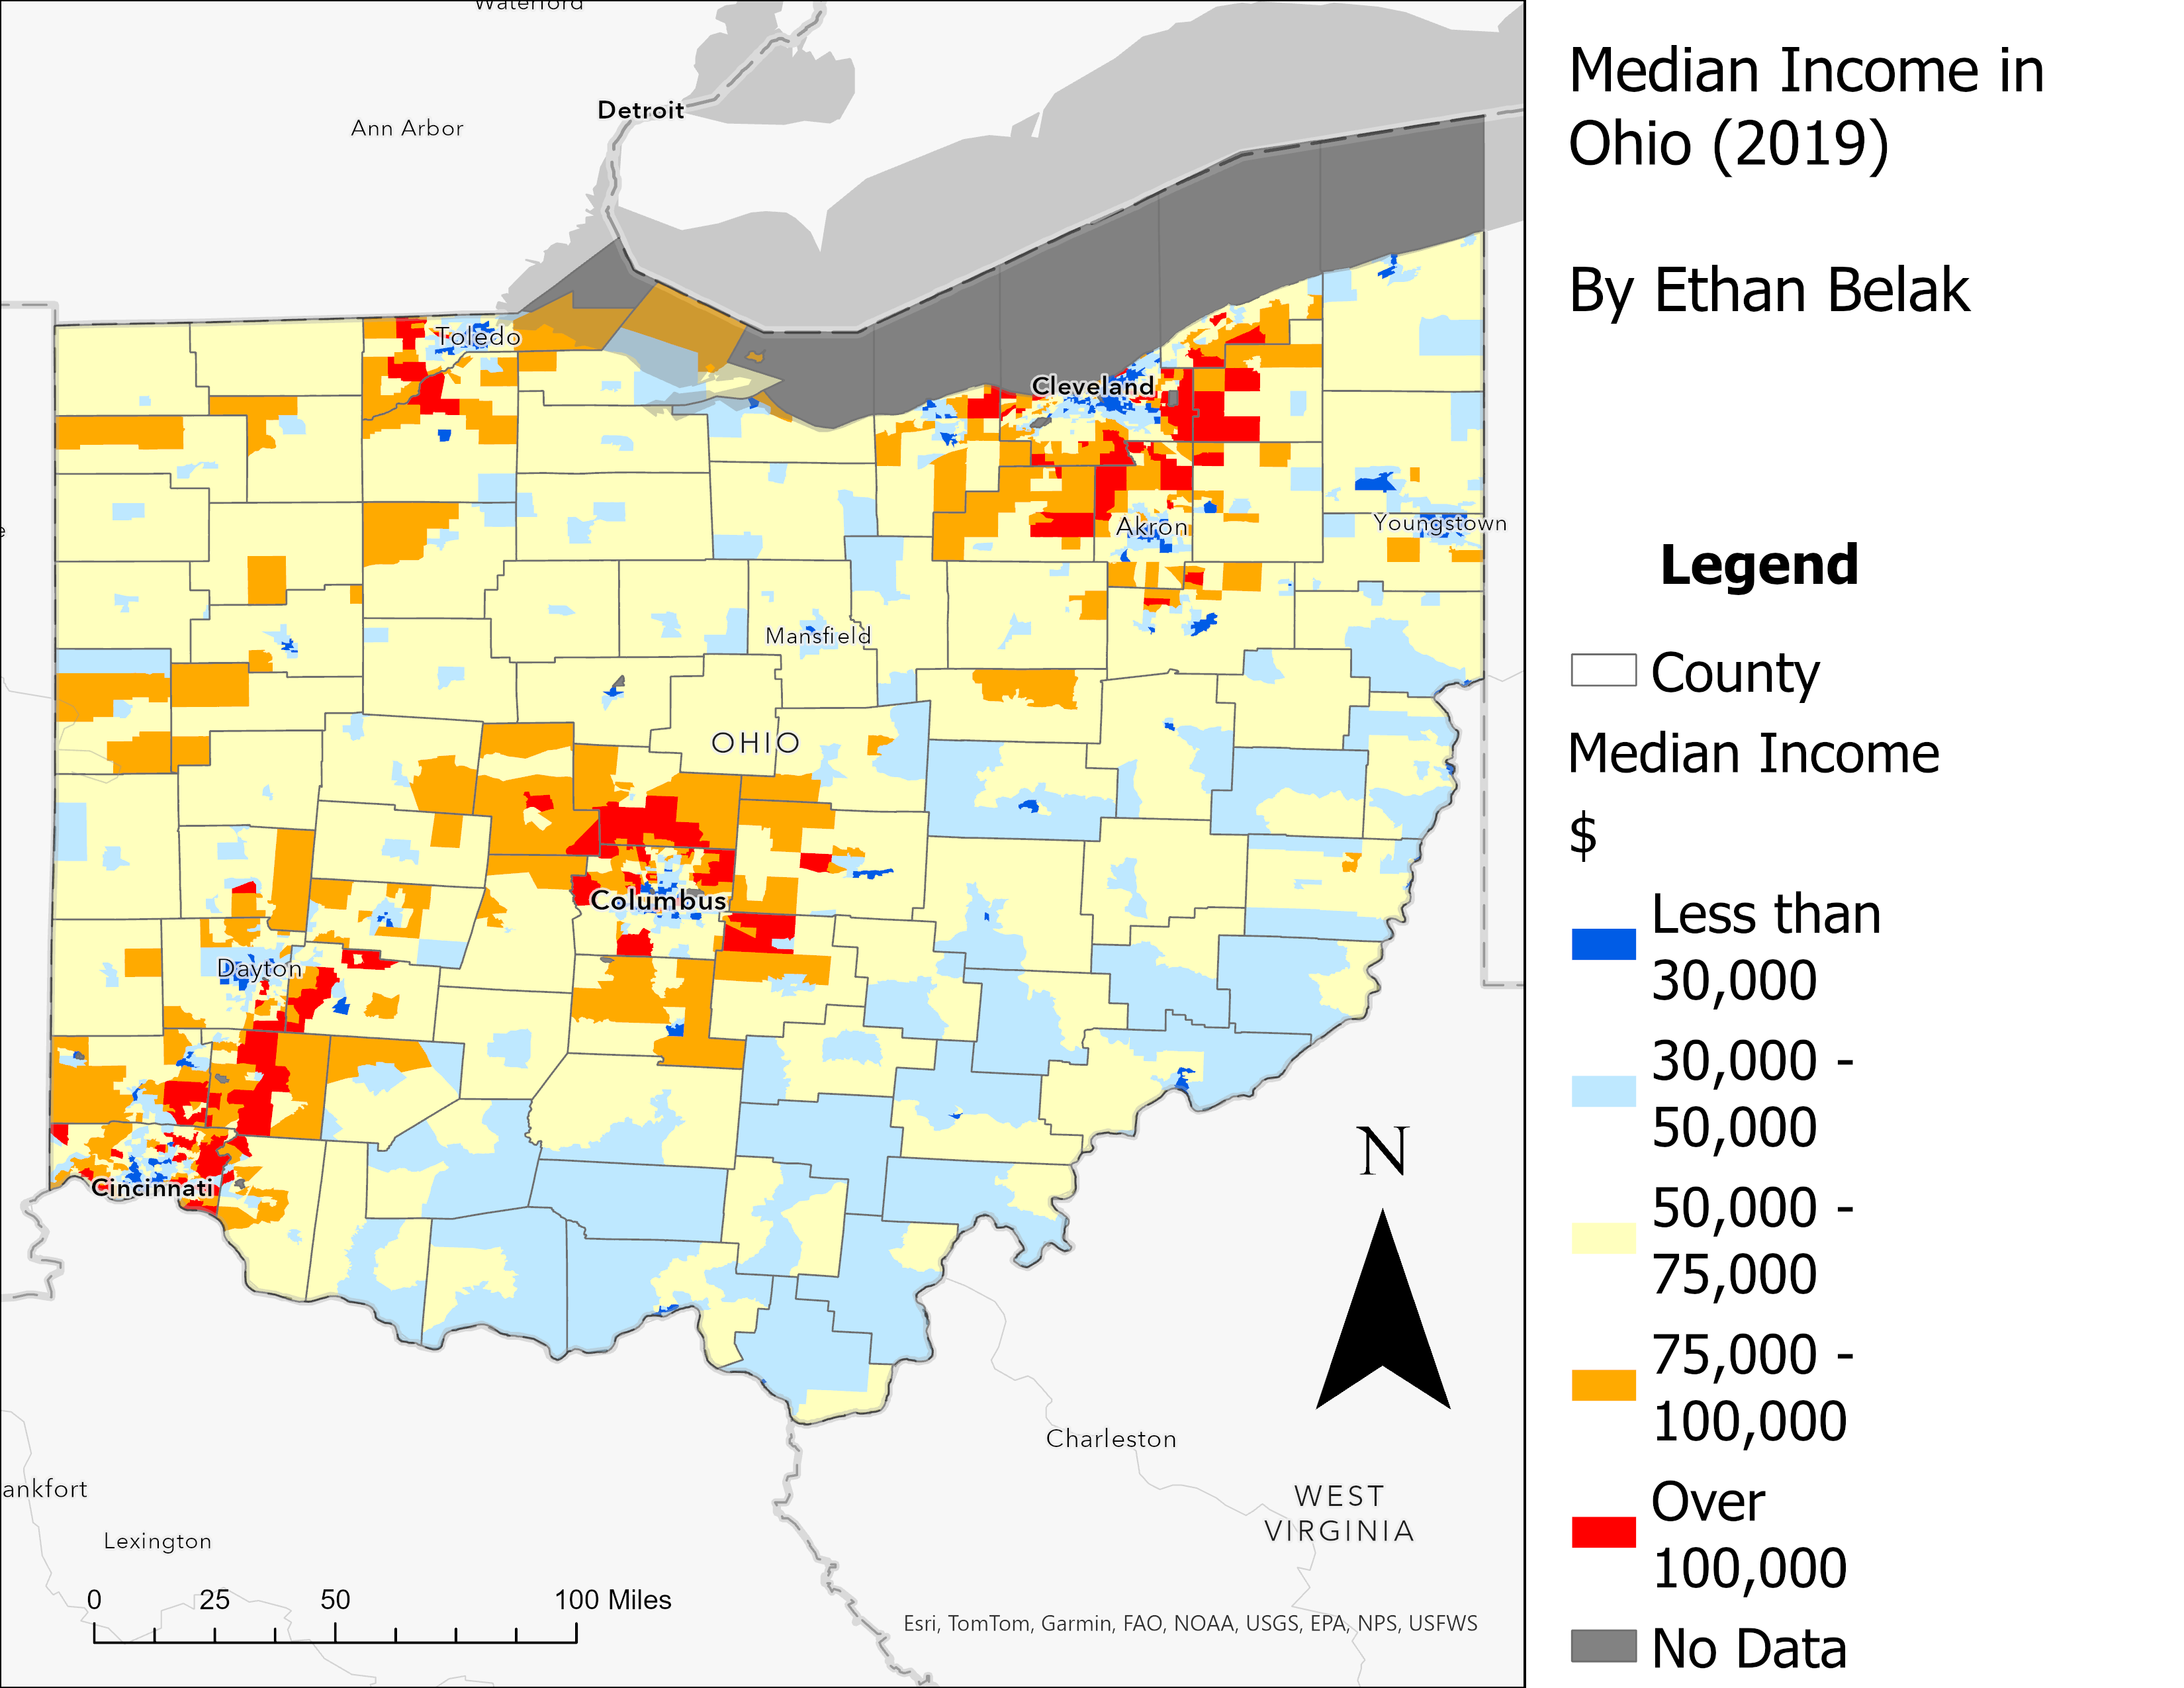 Waterford
Ann Arbor
Detroit
Toledo
Cleveland
Akron
Youngstown
Mansfield
OHIO
Columbus
Dayton
Cincinnati
Charleston
WEST
VIRGINIA
ankfort
Lexington
0 25 50 100 Miles
Esri, TomTom, Garmin, FAO, NOAA, USGS, EPA, NPS, USFWS
N
Median Income in
Ohio (2019)
By Ethan Belak
Legend
County
Median Income
$
Less than
30,000
30,000 -
50,000
50,000 -
75,000
75,000 -
100,000
Over
100,000
No Data